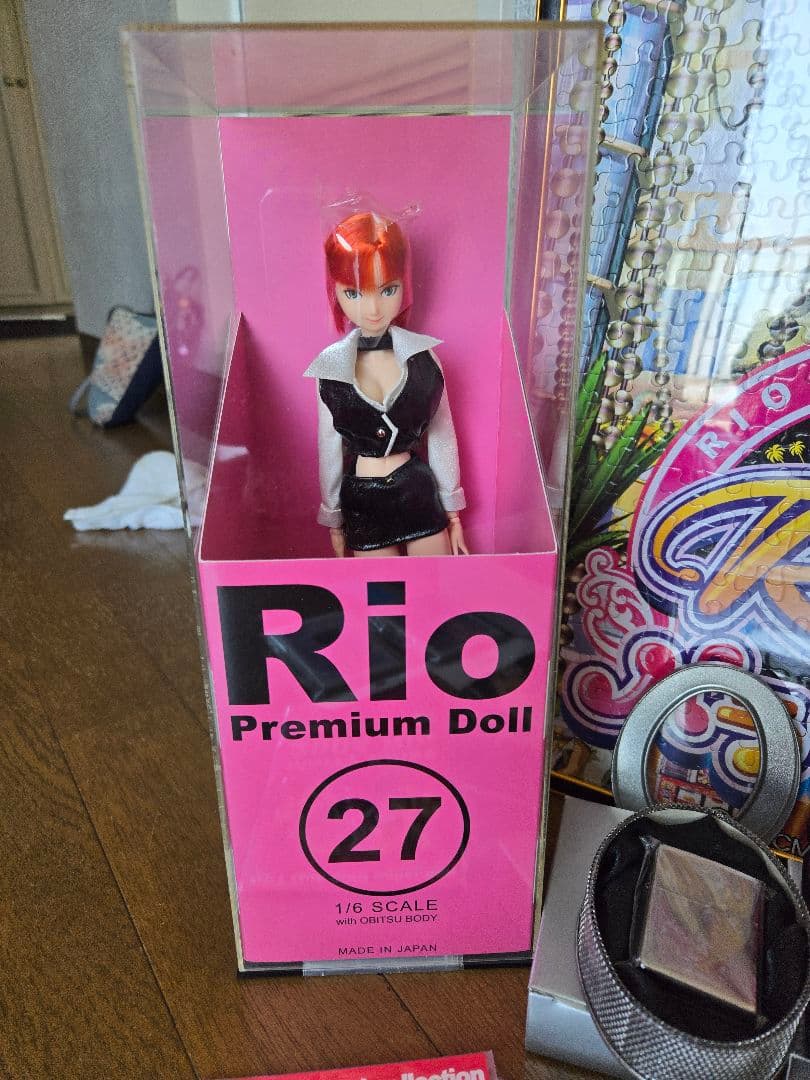 Rio
Premium Doll
27
1/6 SCALE
with OBITSU BODY
MADE IN JAPAN
RIO